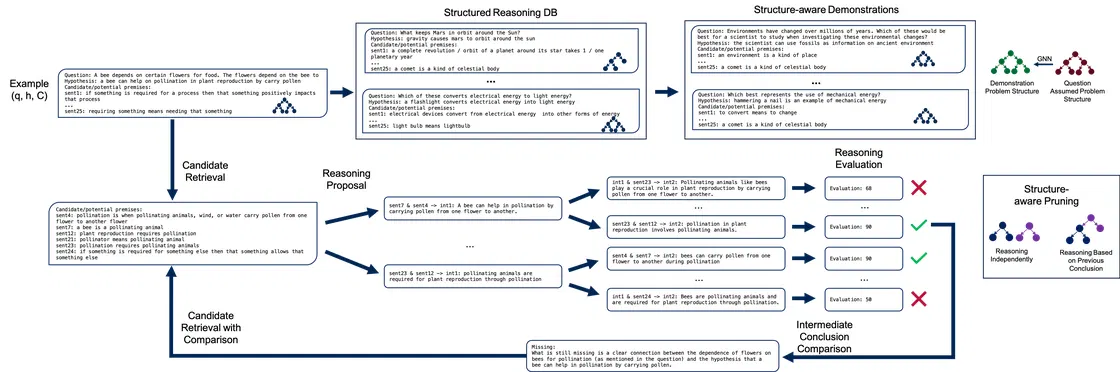 Structured Reasoning DB
Structure-aware Demonstrations
Example
(q, h, C)
Question: A bee depends on certain flowers for food. The flowers depend on the bee to
Hypothesis: a bee can help on pollination in plant reproduction by carry pollen
Candidate/potential premises:
sent1: if something is required for a process then that something positively impacts
that process
...
sent25: requiring something means needing that something
Question: What keeps Mars in orbit around the Sun?
Hypothesis: gravity causes mars to orbit around the sun
Candidate/potential premises:
sent1: a complete revolution / orbit of a planet around its star takes 1 / one
planetary year
...
sent25: a comet is a kind of celestial body
...
Question: Which of these converts electrical energy to light energy?
Hypothesis: a flashlight converts electrical energy into light energy
Candidate/potential premises:
sent1: electrical devices convert from electrical energy into other forms of energy
...
sent25: light bulb means lightbulb
Question: Environments have changed over millions of years. Which of these would be
best for a scientist to study when investigating these environmental changes?
Hypothesis: the scientist can use fossils as information on ancient environment
Candidate/potential premises:
sent1: an environment is a kind of place
...
sent25: a comet is a kind of celestial body
...
Question: Which best represents the use of mechanical energy?
Hypothesis: hammering a nail is an example of mechanical energy
Candidate/potential premises:
sent1: to convert means to change
...
sent25: a comet is a kind of celestial body
GNN
Demonstration
Problem Structure
Question
Assumed Problem
Structure
Candidate
Retrieval
Reasoning
Proposal
Reasoning
Evaluation
Candidate/potential premises:
sent4: pollination is when pollinating animals, wind, or water carry pollen from one
flower to another flower
sent7: a bee is a pollinating animal
sent12: plant reproduction requires pollination
sent21: pollinator means pollinating animal
sent23: pollination requires pollinating animals
sent24: if something is required for something else then that something allows that
something else
sent7 & sent4 -> int1: A bee can help in pollination by
carrying pollen from one flower to another flower.
...
sent23 & sent12 -> int1: pollinating animals are
required for plant reproduction through pollination
int1 & sent23 -> int2: Pollinating animals like bees
play a crucial role in plant reproduction by carrying
pollen from one flower to another.
...
sent23 & sent12 -> int2: pollination in plant
reproduction involves pollinating animals.
sent4 & sent7 -> int2: bees can carry pollen from one
flower to another during pollination
...
int1 & sent24 -> int2: Bees are pollinating animals and
are required for plant reproduction through pollination.
Evaluation: 68
...
Evaluation: 90
Evaluation: 90
...
Evaluation: 50
Structure-
aware Pruning
Reasoning
Independently
Reasoning Based
on Previous
Conclusion
Candidate
Retrieval with
Comparison
Intermediate
Conclusion
Comparison
Missing:
What is still missing is a clear connection between the dependence of flowers on
bees for pollination (as mentioned in the question) and the hypothesis that a
bee can help in pollination by carrying pollen.